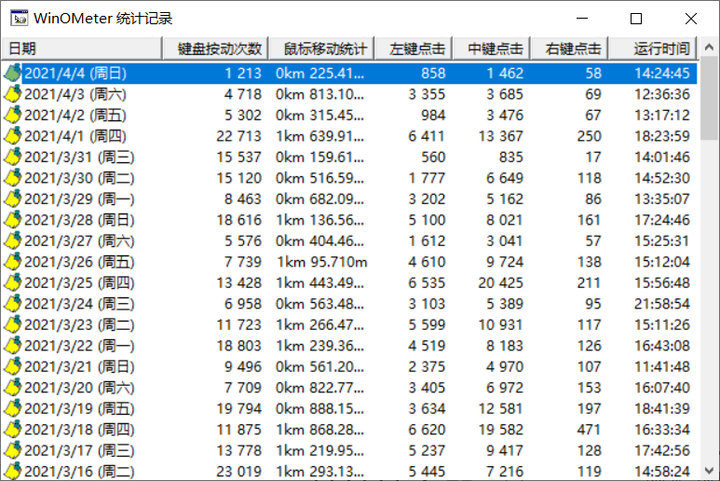 WinOMeter 统计记录
日期 键盘按动次数 鼠标移动统计 左键点击 中键点击 右键点击 运行时间
2021/4/4 (周日) 1 213 0km 225.41... 858 1 462 58 14:24:45
2021/4/3 (周六) 4 718 0km 813.10... 3 355 3 685 69 12:36:36
2021/4/2 (周五) 5 302 0km 315.45... 984 3 476 67 13:17:12
2021/4/1 (周四) 22 713 1km 639.91... 6 411 13 367 250 18:23:59
2021/3/31 (周三) 15 537 0km 159.61... 560 835 17 14:01:46
2021/3/30 (周二) 15 120 0km 516.59... 1 777 6 649 118 14:52:30
2021/3/29 (周一) 8 463 0km 682.09... 3 202 5 162 86 13:35:07
2021/3/28 (周日) 18 616 1km 136.56... 5 100 8 021 161 17:24:46
2021/3/27 (周六) 5 576 0km 404.46... 1 612 3 041 57 15:25:31
2021/3/26 (周五) 7 739 1km 95.710m 4 610 9 724 138 15:12:04
2021/3/25 (周四) 13 428 1km 443.49... 6 535 20 425 211 15:56:48
2021/3/24 (周三) 6 958 0km 563.48... 3 103 5 389 95 21:58:54
2021/3/23 (周二) 11 723 1km 266.47... 5 599 10 931 117 15:11:26
2021/3/22 (周一) 18 803 1km 239.36... 4 519 8 183 126 16:43:08
2021/3/21 (周日) 9 496 0km 561.20... 2 375 4 970 107 11:41:48
2021/3/20 (周六) 7 709 0km 822.77... 3 405 6 972 153 16:07:40
2021/3/19 (周五) 19 794 0km 888.15... 3 634 12 581 197 18:41:39
2021/3/18 (周四) 11 875 1km 868.28... 6 620 19 582 471 16:33:34
2021/3/17 (周三) 13 778 1km 219.95... 5 237 9 417 128 17:42:56
2021/3/16 (周二) 23 019 1km 293.13... 5 445 7 216 119 14:58:24